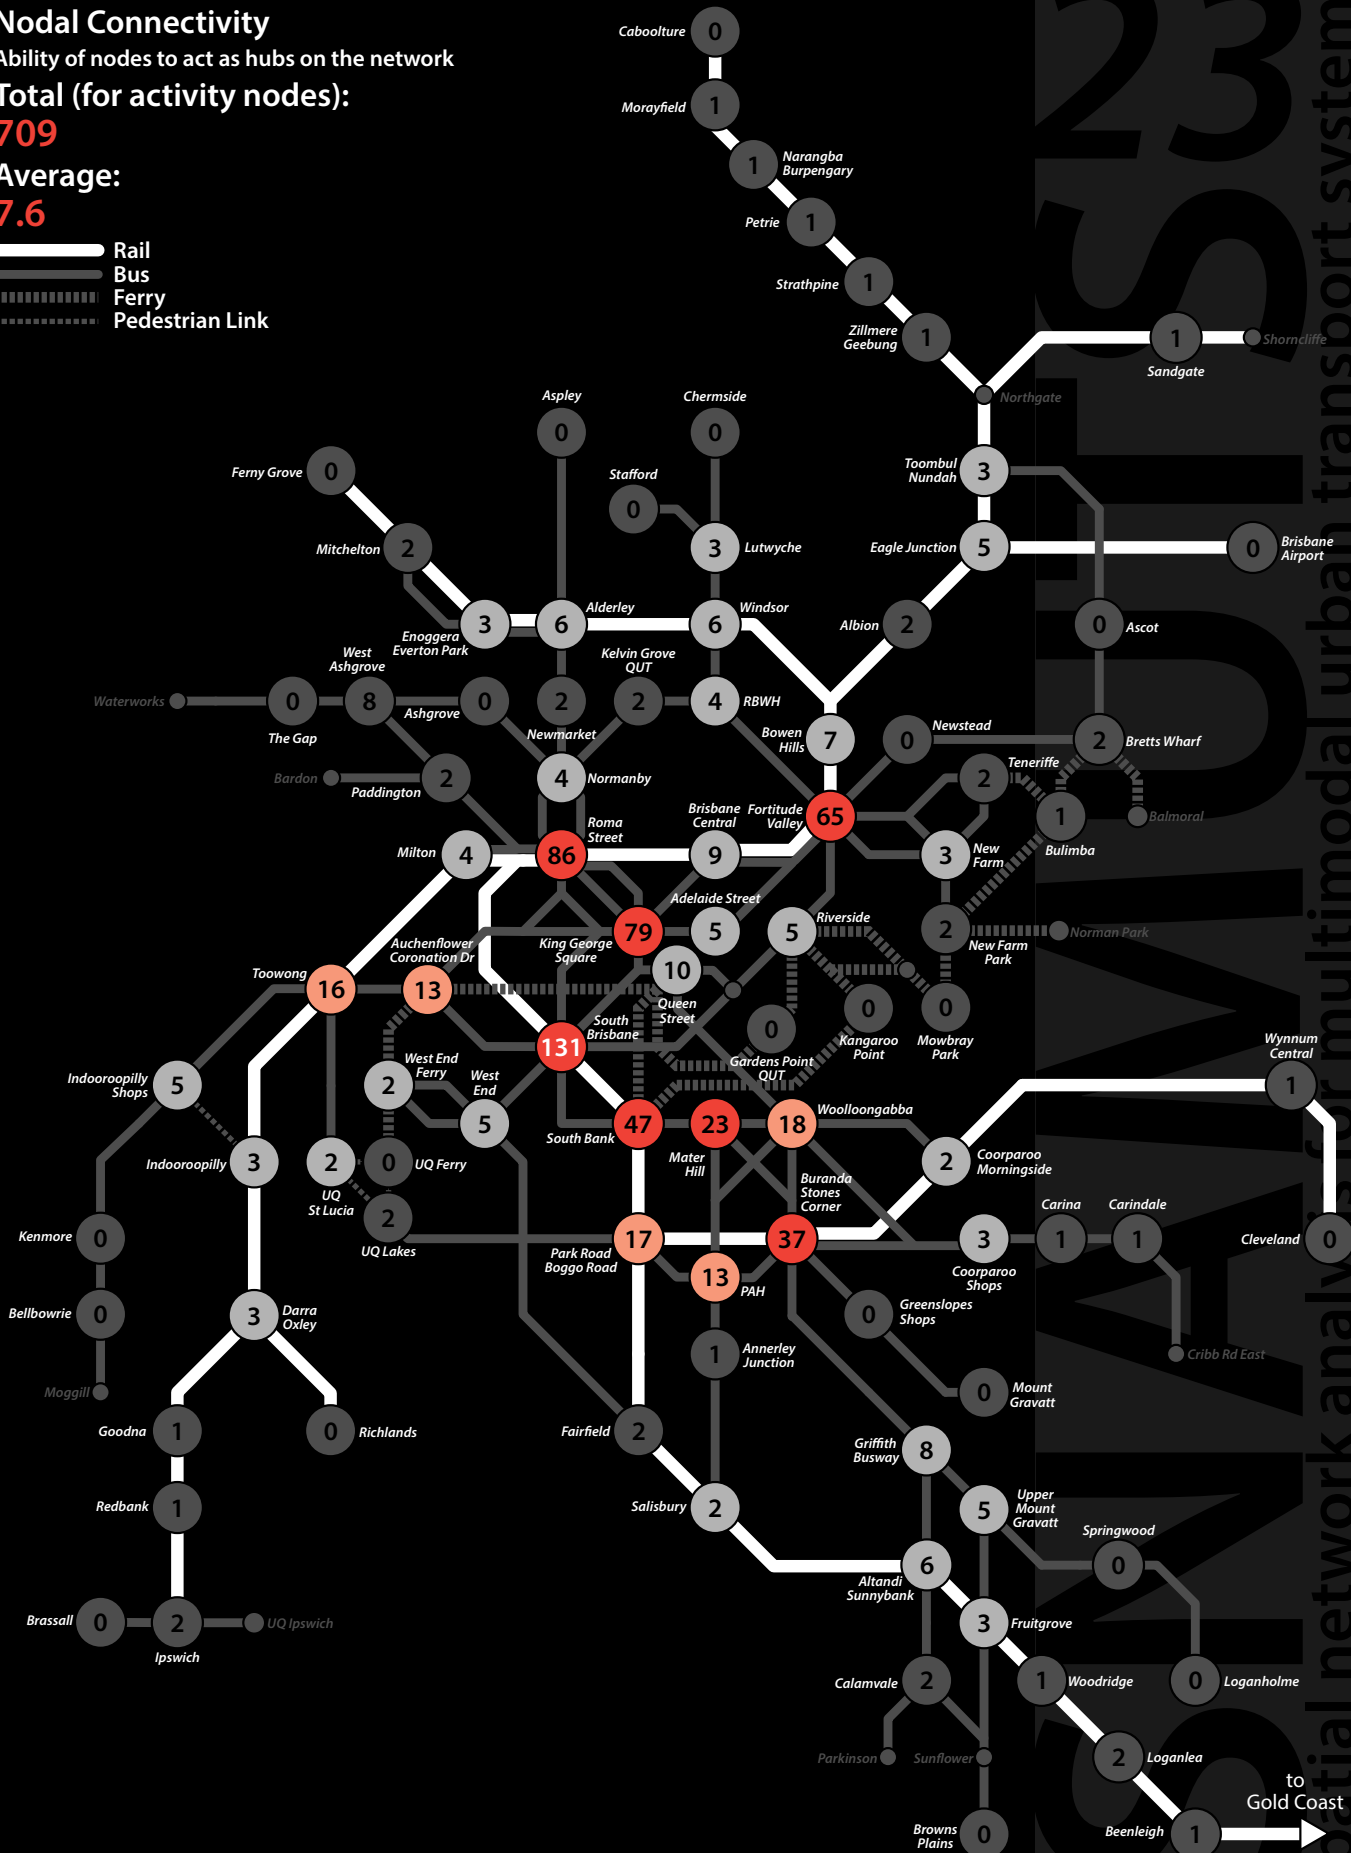 Nodal Connectivity
Ability of nodes to act as hubs on the network
Total (for activity nodes):
709
Average:
7.6
Rail
Bus
Ferry
Pedestrian Link
Caboolture 0
Morayfield 1
1 Narangba
Burpengary
Petrie 1
Strathpine 1
Zillmere
Geebung 1
1
Sandgate
Shorncliffe
Northgate
Aspley
0
Chermside
0
Ferny Grove 0
Stafford
0
Toombul
Nundah 3
Mitchelton 2
3 Lutwyche
Eagle Junction 5
0 Brisbane
Airport
3
Enoggera
Everton Park
6 Alderley
6 Windsor
Albion 2
0 Ascot
Waterworks
0
The Gap
West
Ashgrove
8
0
Ashgrove
2
Newmarket
Kelvin Grove
QUT
2
4 RBWH
Bowen
Hills 7
0 Newstead
2 Bretts Wharf
Bardon
2
Paddington
4 Normanby
2 Teneriffe
1
Bulimba
Balmoral
Milton 4
86
Roma
Street
Brisbane
Central
9
Fortitude
Valley
65
3 New
Farm
Adelaide Street
5
King George
Square
79
5 Riverside
2
New Farm
Park
Norman Park
Toowong
16
Auchenflower
Coronation Dr
13
10
Queen
Street
0
Gardens Point
QUT
0
Kangaroo
Point
0
Mowbray
Park
131
South
Brisbane
Indooroopilly
Shops 5
2
West End
Ferry
West
End
5
South Bank 47
23
Mater
Hill
18 Woolloongabba
Wynnum
Central
1
Indooroopilly 3
2
UQ
St Lucia
0 UQ Ferry
2
UQ Lakes
2 Coorparoo
Morningside
Kenmore 0
17
Park Road
Boggo Road
Buranda
Stones
Corner
37
13 PAH
3
Coorparoo
Shops
Carina
1
Carindale
1
Cleveland 0
Bellbowrie 0
3 Darra
Oxley
0 Greenslopes
Shops
1 Annerley
Junction
Cribb Rd East
Moggill
0 Mount
Gravatt
Goodna 1
0 Richlands
Fairfield 2
Griffith
Busway 8
Redbank 1
Salisbury 2
5 Upper
Mount
Gravatt
Springwood
0
6
Altandi
Sunnybank
Brassall 0
2
Ipswich
UQ Ipswich
3 Fruitgrove
Calamvale 2
1 Woodridge
0 Loganholme
Parkinson
Sunflower
2 Loganlea
to
Gold Coast
Browns
Plains 0
Beenleigh 1